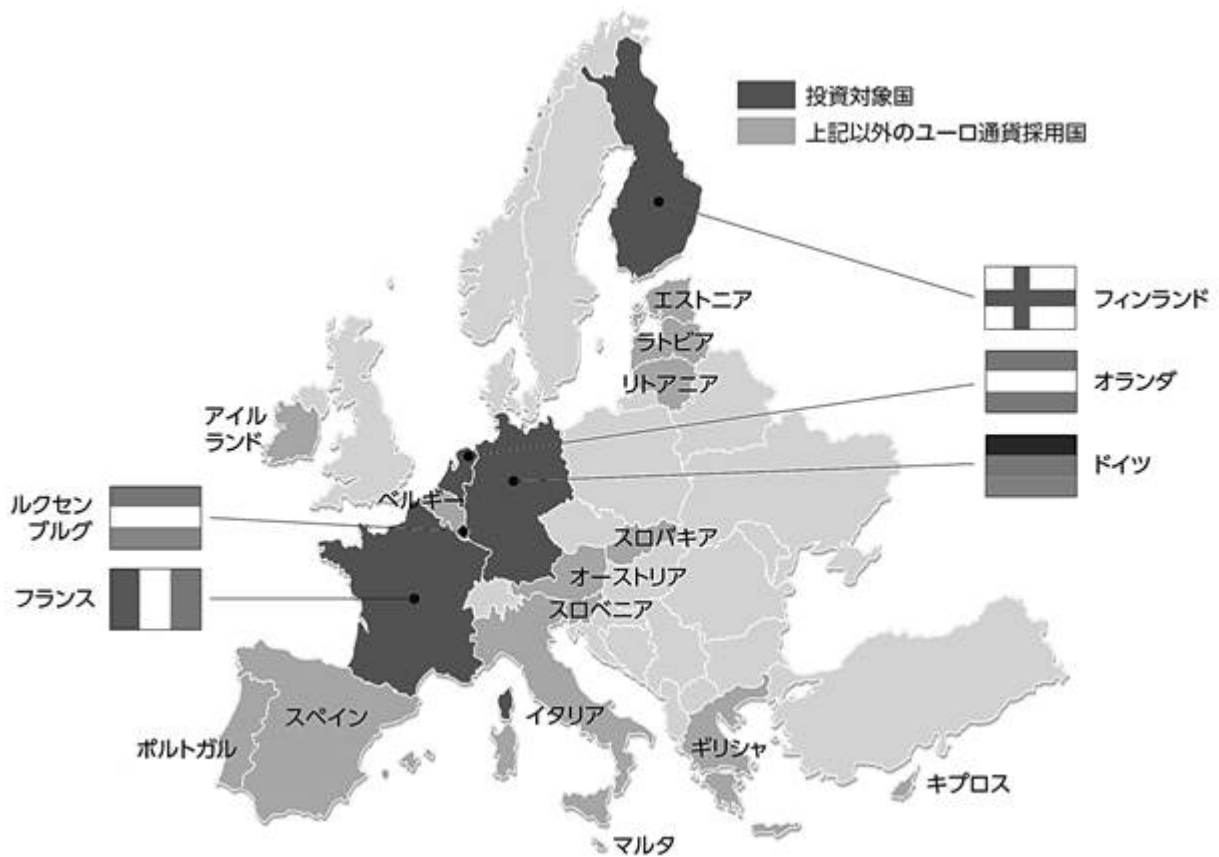 投資対象国
上記以外のユーロ通貨採用国
フィンランド
エストニア
ラトビア
リトアニア
オランダ
アイル
ランド
ドイツ
ベルギー
ルクセン
ブルグ
スロバキア
オーストリア
フランス
スロベニア
スペイン
イタリア
ポルトガル
ギリシャ
キプロス
マルタ